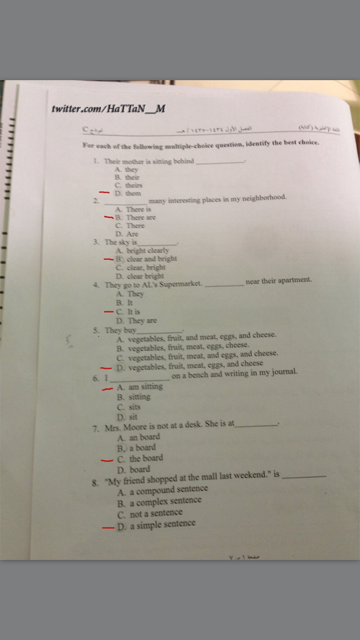 twitter.com/HaTTaN__M
For each of the following multiple-choice question, identify the best choice.
1. Their mother is sitting behind __________.
A. they
B. their
C. theirs
D. them
2. __________ many interesting places in my neighborhood.
A. There is
B. There are
C. There
D. Are
3. The sky is__________.
A. bright clearly
B. clear and bright
C. clear, bright
D. clear bright
4. They go to AL's Supermarket. __________ near their apartment.
A. They
B. It
C. It is
D. They are
5. They buy__________.
A. vegetables, fruit, and meat, eggs, and cheese.
B. vegetables, fruit, meat, eggs, cheese.
C. vegetables, fruit, meat, and eggs, and cheese.
D. vegetables, fruit, meat, eggs, and cheese
6. I __________ on a bench and writing in my journal.
A. am sitting
B. sitting
C. sits
D. sit
7. Mrs. Moore is not at a desk. She is at__________.
A. an board
B. a board
C. the board
D. board
8. "My friend shopped at the mall last weekend." is __________
A. a compound sentence
B. a complex sentence
C. not a sentence
D. a simple sentence